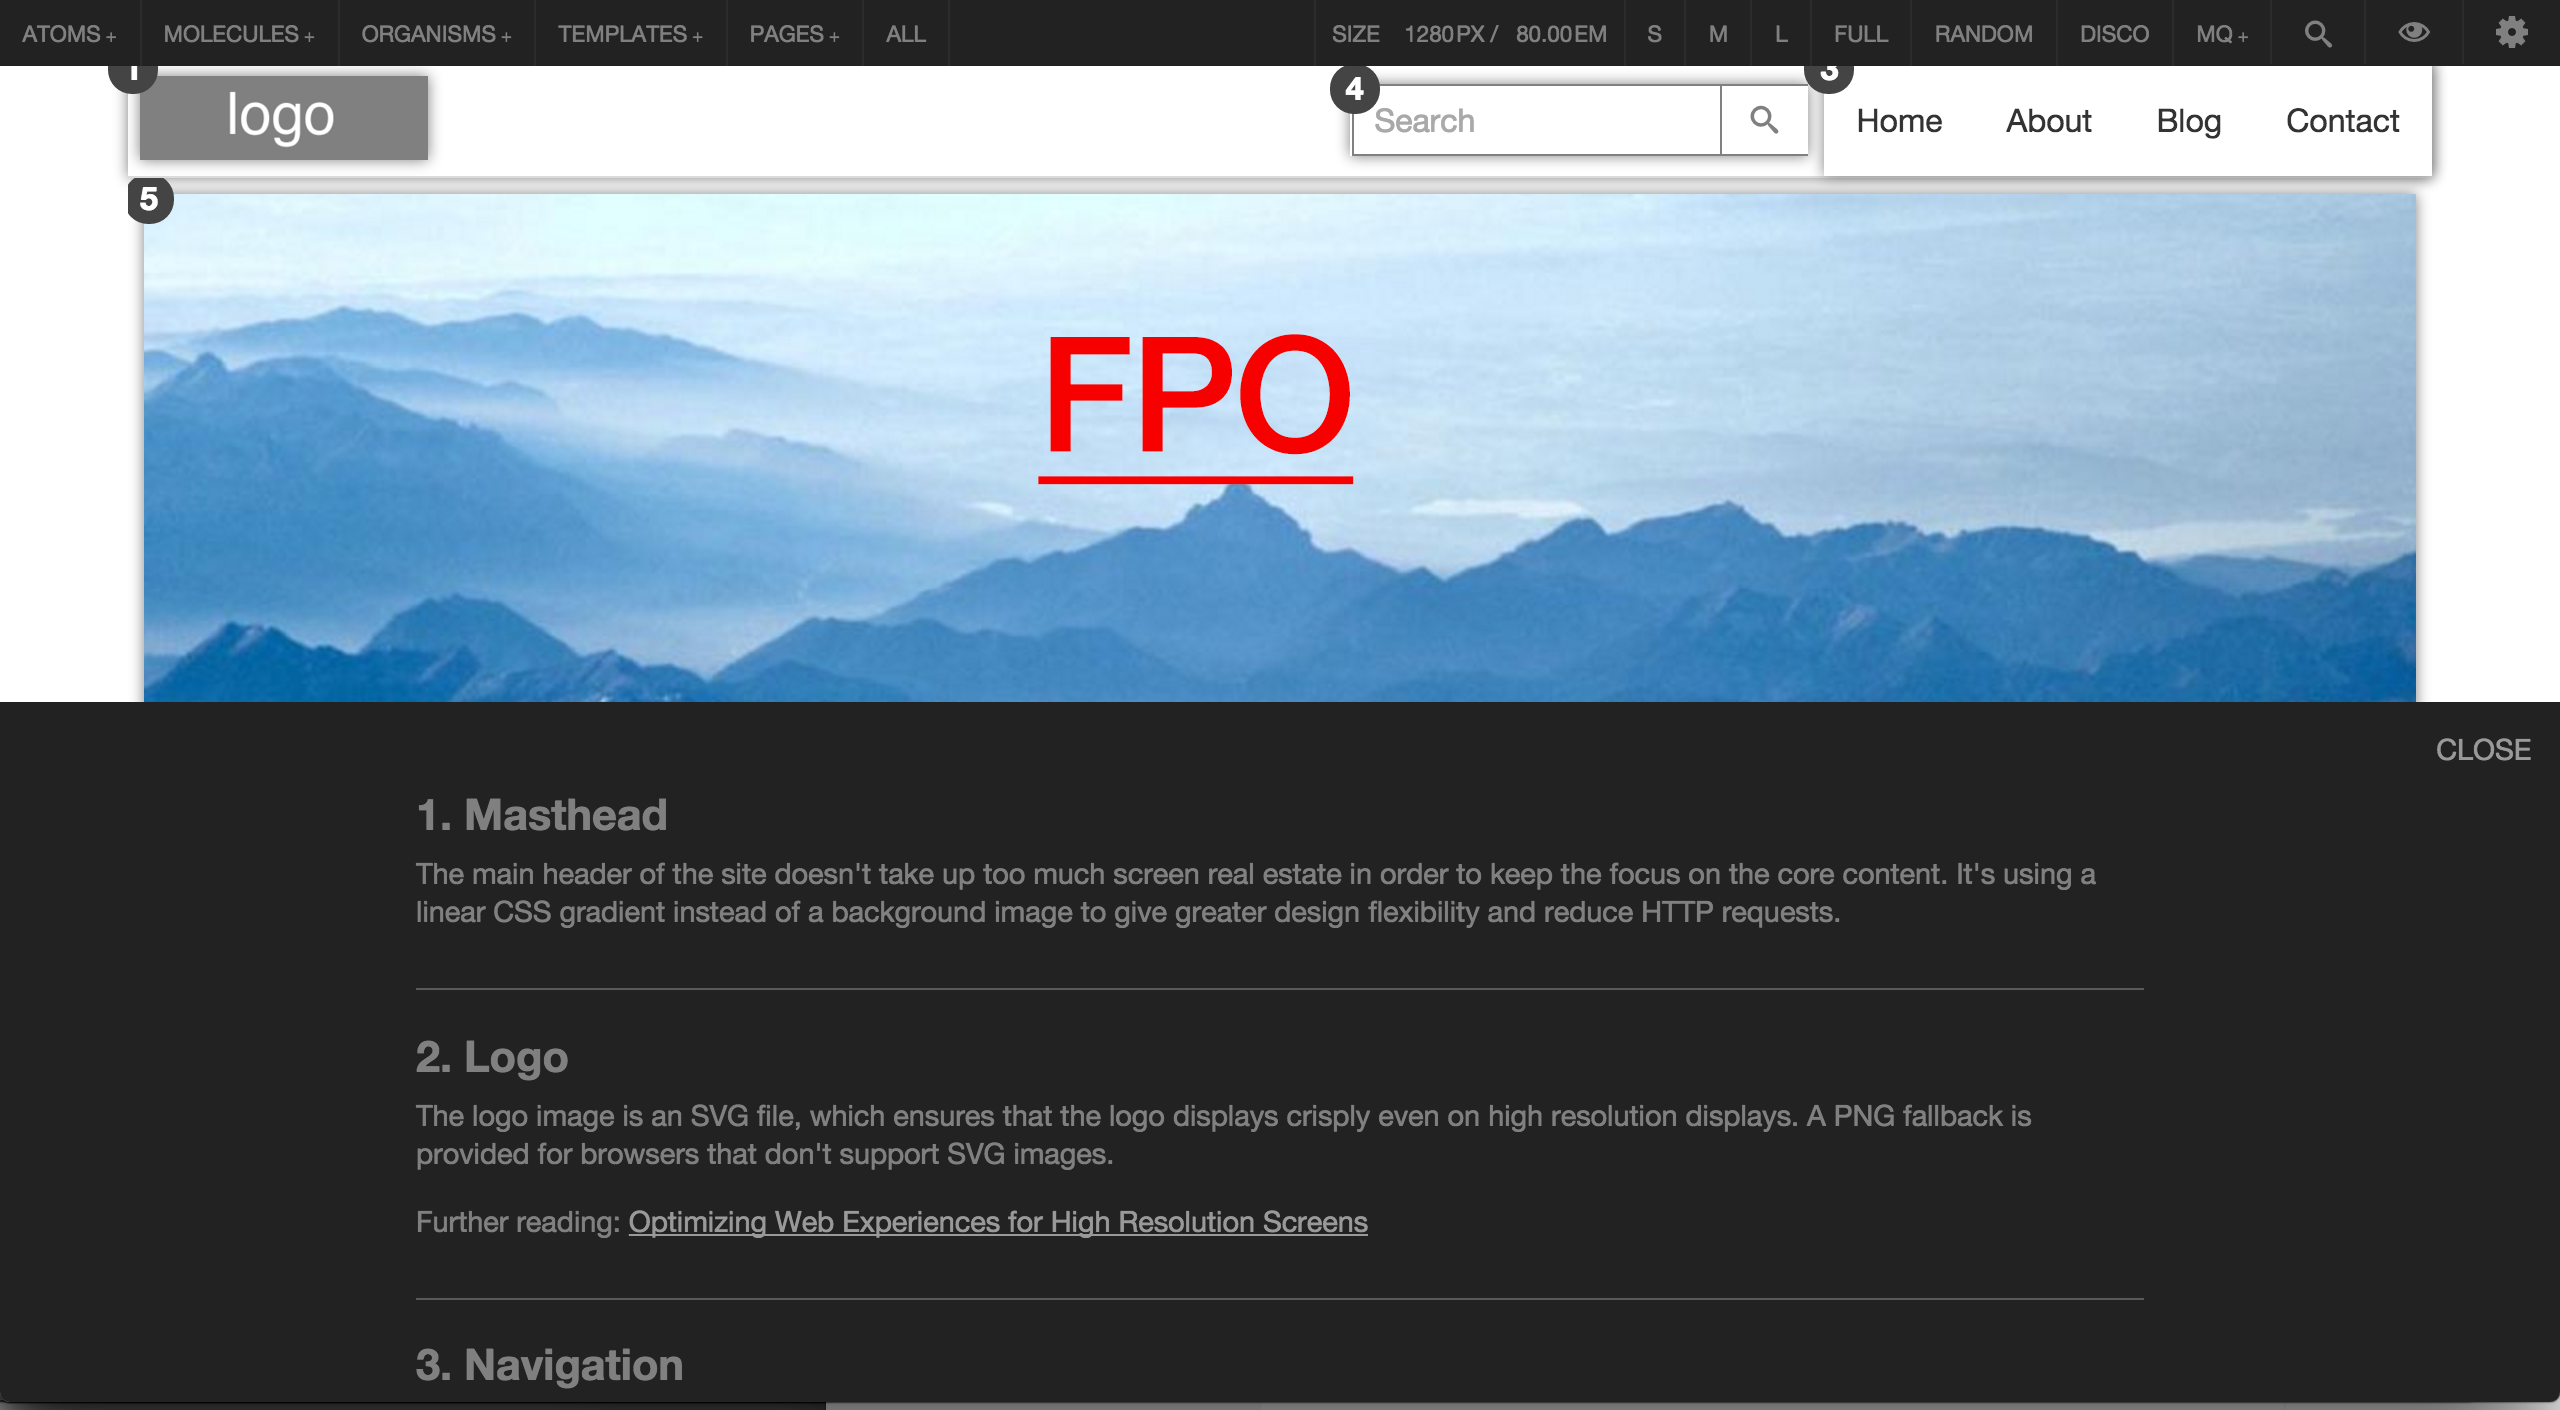 ATOMS + MOLECULES + ORGANISMS + TEMPLATES + PAGES + ALL SIZE 1280PX / 80.00EM S M L FULL RANDOM DISCO MQ +
1 3
logo 4 Search Home About Blog Contact
5
FPO
CLOSE
1. Masthead
The main header of the site doesn't take up too much screen real estate in order to keep the focus on the core content. It's using a
linear CSS gradient instead of a background image to give greater design flexibility and reduce HTTP requests.
2. Logo
The logo image is an SVG file, which ensures that the logo displays crisply even on high resolution displays. A PNG fallback is
provided for browsers that don't support SVG images.
Further reading: Optimizing Web Experiences for High Resolution Screens
3. Navigation